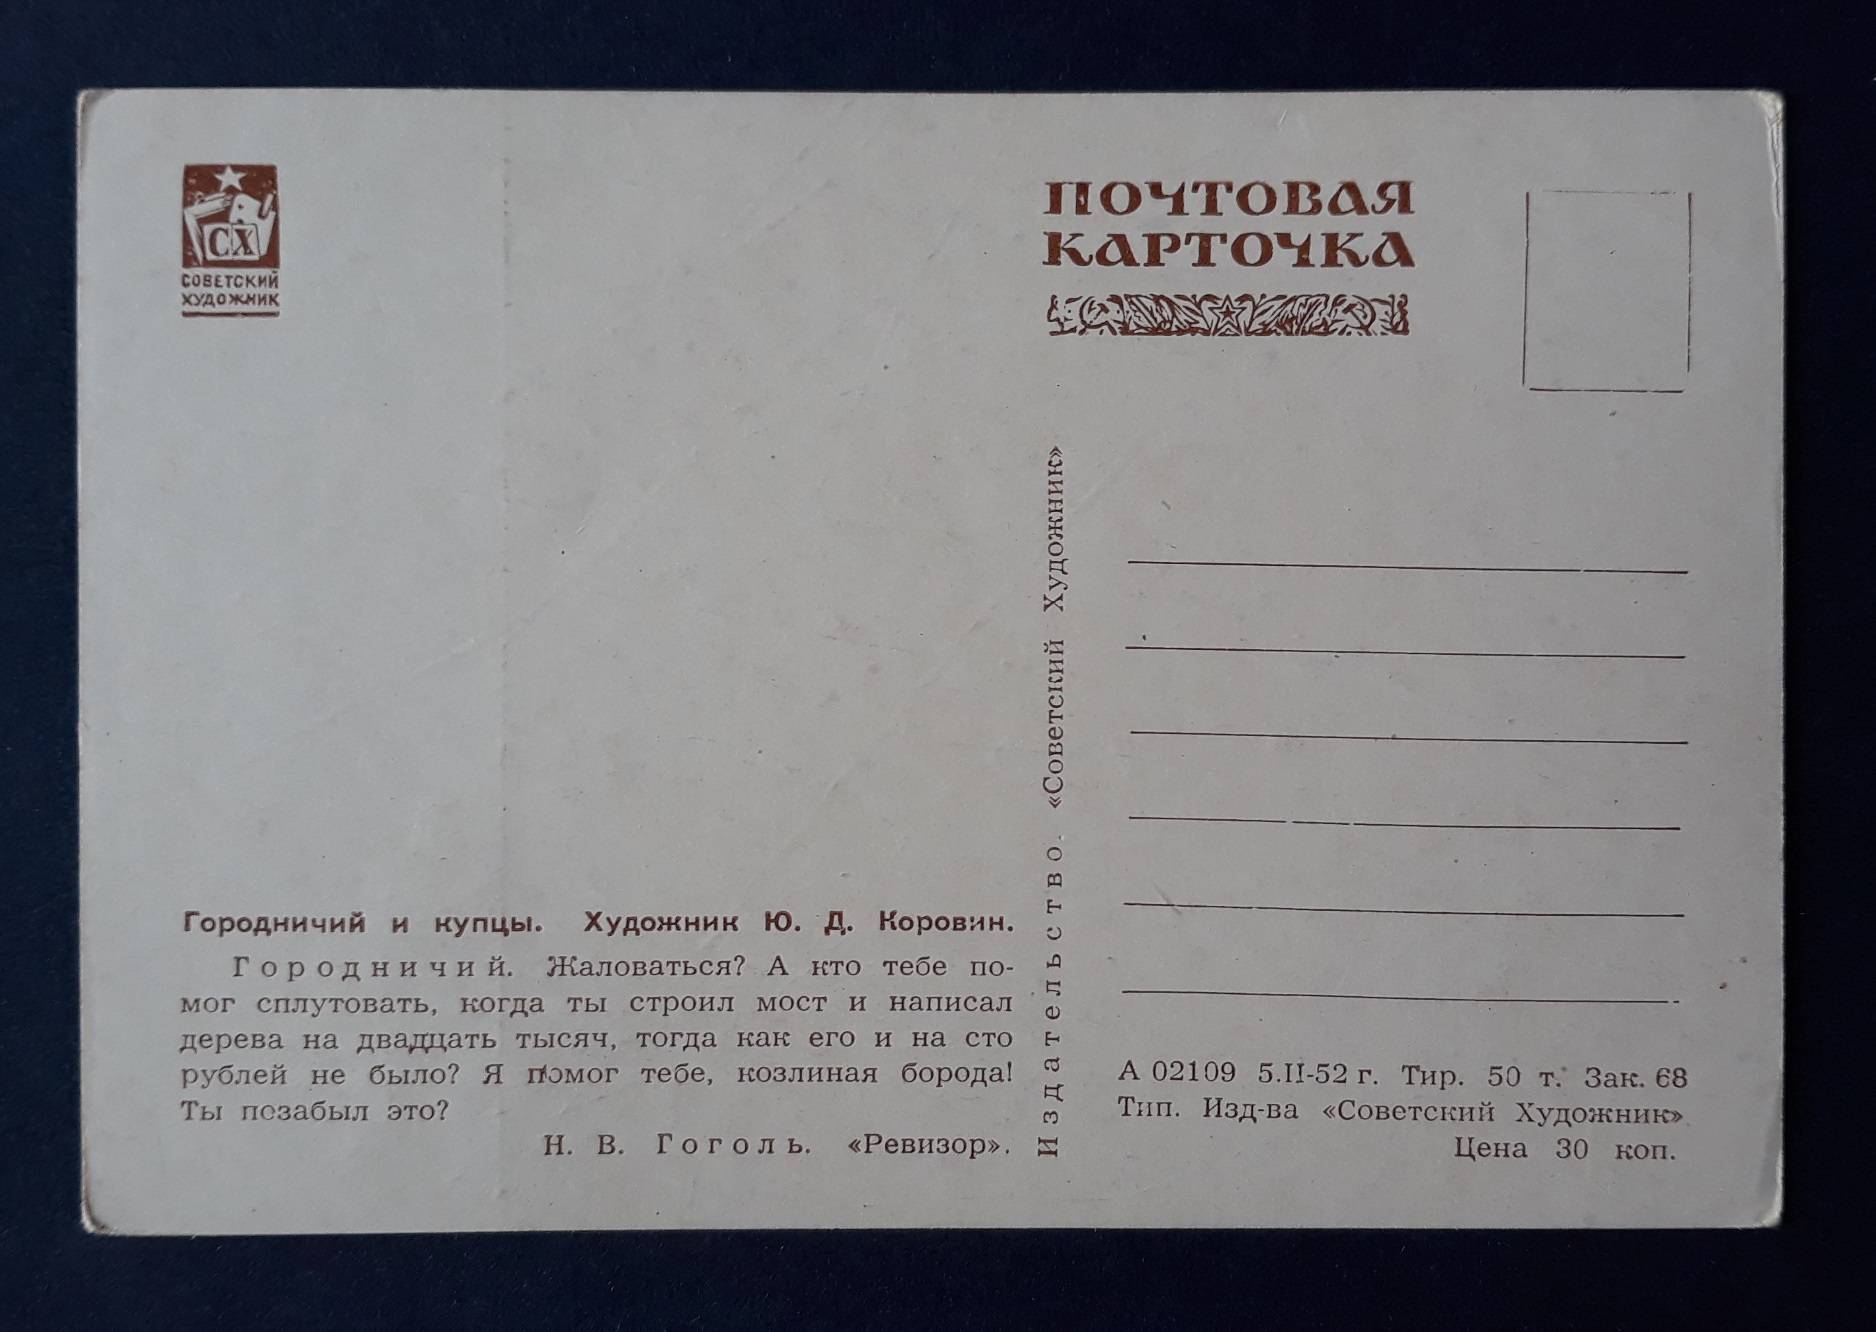 СХ
СОВЕТСКИЙ
ХУДОЖНИК
ПОЧТОВАЯ
КАРТОЧКА
Городничий и купцы. Художник Ю. Д. Коровин.
Городничий. Жаловаться? А кто тебе по-
мог сплутовать, когда ты строил мост и написал
дерева на двадцать тысяч, тогда как его и на сто
рублей не было? Я помог тебе, козлиная борода!
Ты позабыл это?
Н. В. Гоголь. «Ревизор».
Издательство. «Советский Художник»
А 02109 5.II-52 г. Тир. 50 т. Зак. 68
Тип. Изд-ва «Советский Художник»
Цена 30 коп.